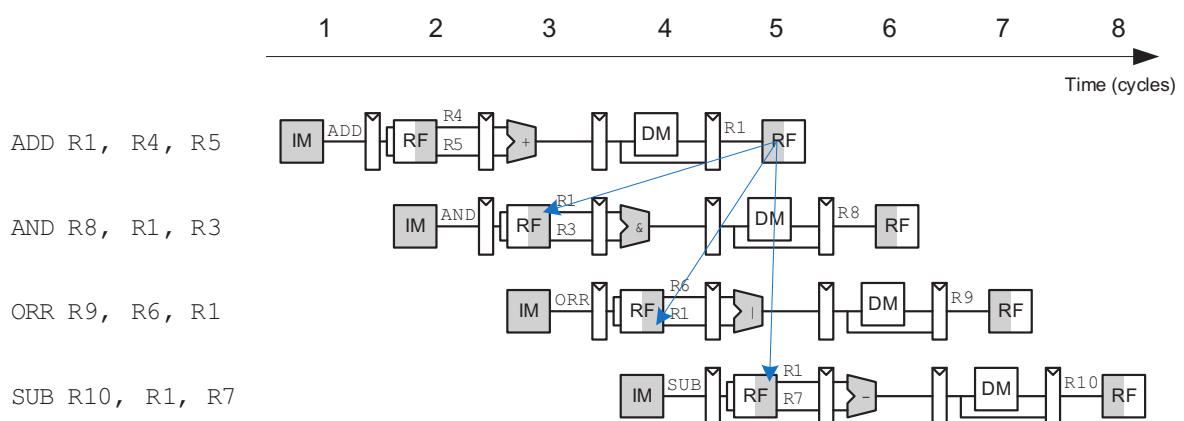 1 2 3 4 5 6 7 8
Time (cycles)
ADD R1, R4, R5
IM ADD RF R4 R5 + DM R1 RF
AND R8, R1, R3
IM AND RF R1 R3 & DM R8 RF
ORR R9, R6, R1
IM ORR RF R6 R1 | DM R9 RF
SUB R10, R1, R7
IM SUB RF R1 R7 - DM R10 RF